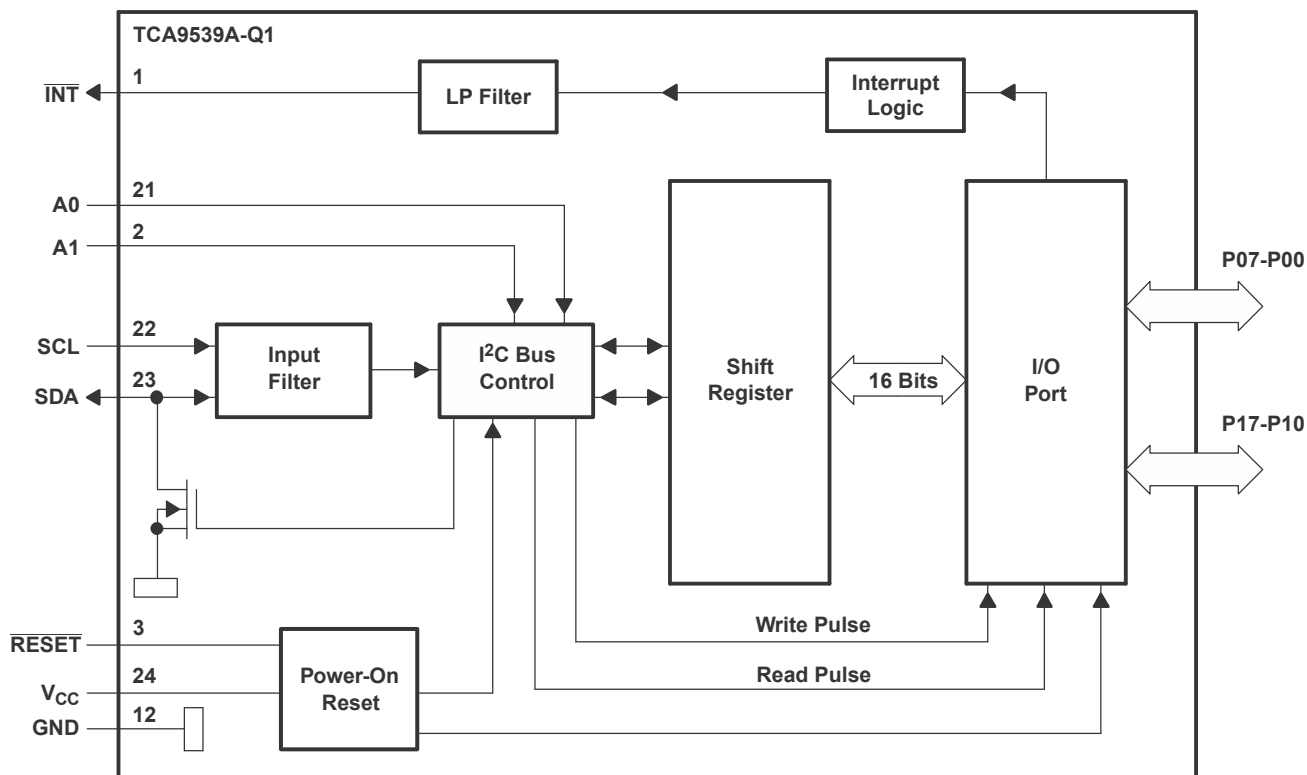 TCA9539A-Q1
1
INT
LP Filter
Interrupt
Logic
21
A0
2
A1
P07-P00
22
SCL
Input
Filter
I²C Bus
Control
Shift
Register
16 Bits
I/O
Port
23
SDA
P17-P10
3
RESET
Write Pulse
Power-On
Reset
Read Pulse
24
VCC
12
GND